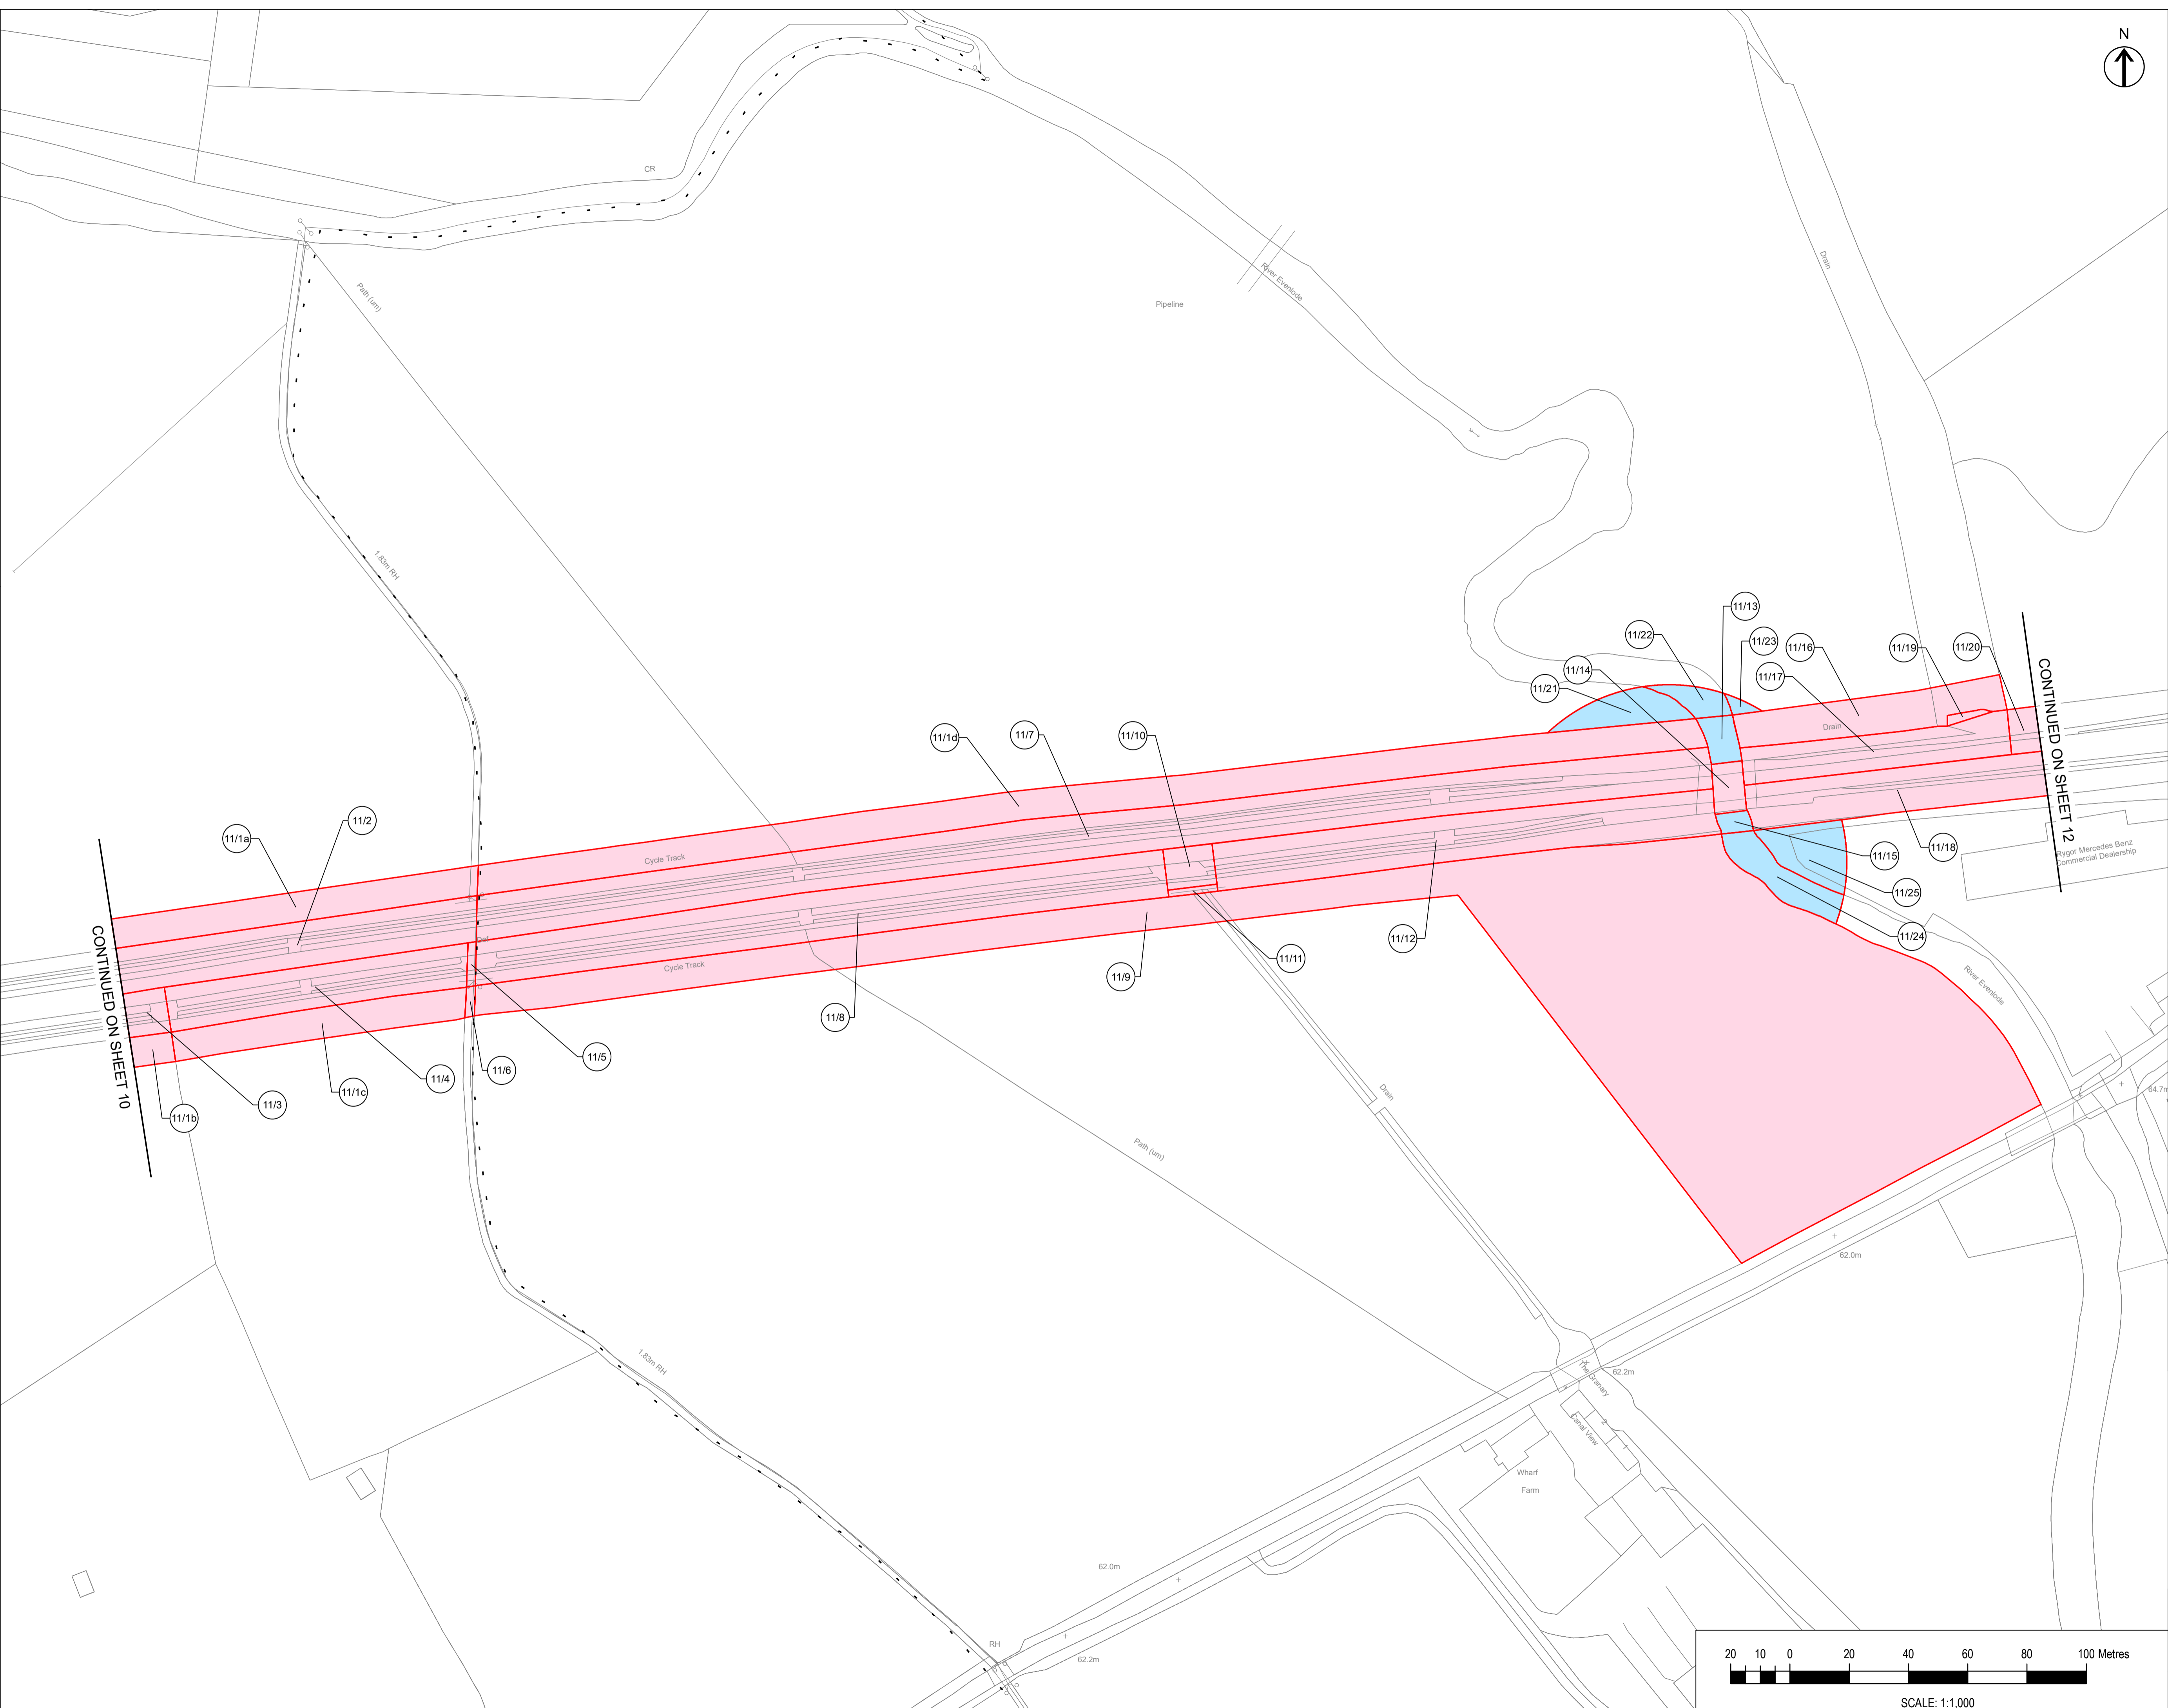 N
CR
Path (um)
River Evenlode
Pipeline
Drain
1.83m RH
11/13
11/22
11/23
11/16
11/19
11/20
11/14
11/17
11/21
CONTINUED ON SHEET 12
11/1d
11/7
11/10
Drain
11/2
11/1a
Cycle Track
11/18
11/15
Rygor Mercedes Benz
Commercial Dealership
11/25
11/24
CONTINUED ON SHEET 10
Def
11/12
11/11
Cycle Track
11/9
River Evenlode
11/8
11/5
11/6
11/4
11/1c
11/3
11/1b
Drain
64.7m
Path (um)
62.0m
1.83m RH
The Granary
62.2m
2
Canal View
1
Wharf
Farm
62.0m
RH
62.2m
20 10 0 20 40 60 80 100 Metres
SCALE: 1:1,000